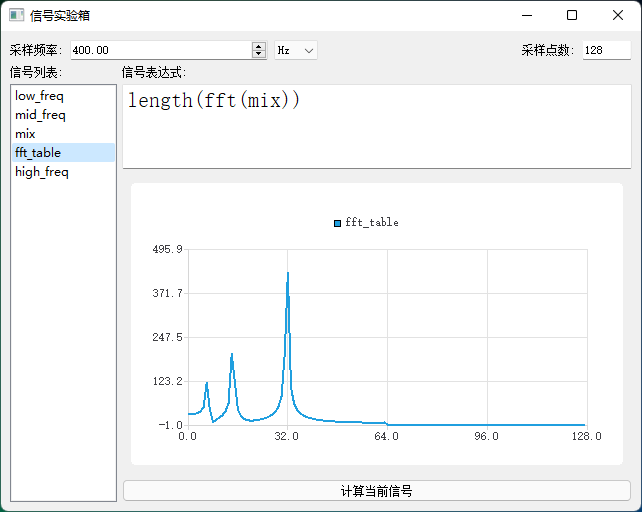 信号实验箱
采样频率: 400.00 Hz 采样点数: 128
信号列表: 信号表达式:
low_freq
mid_freq
mix
fft_table
high_freq
length(fft(mix))
fft_table
495.9
371.7
247.5
123.2
-1.0
0.0 32.0 64.0 96.0 128.0
计算当前信号